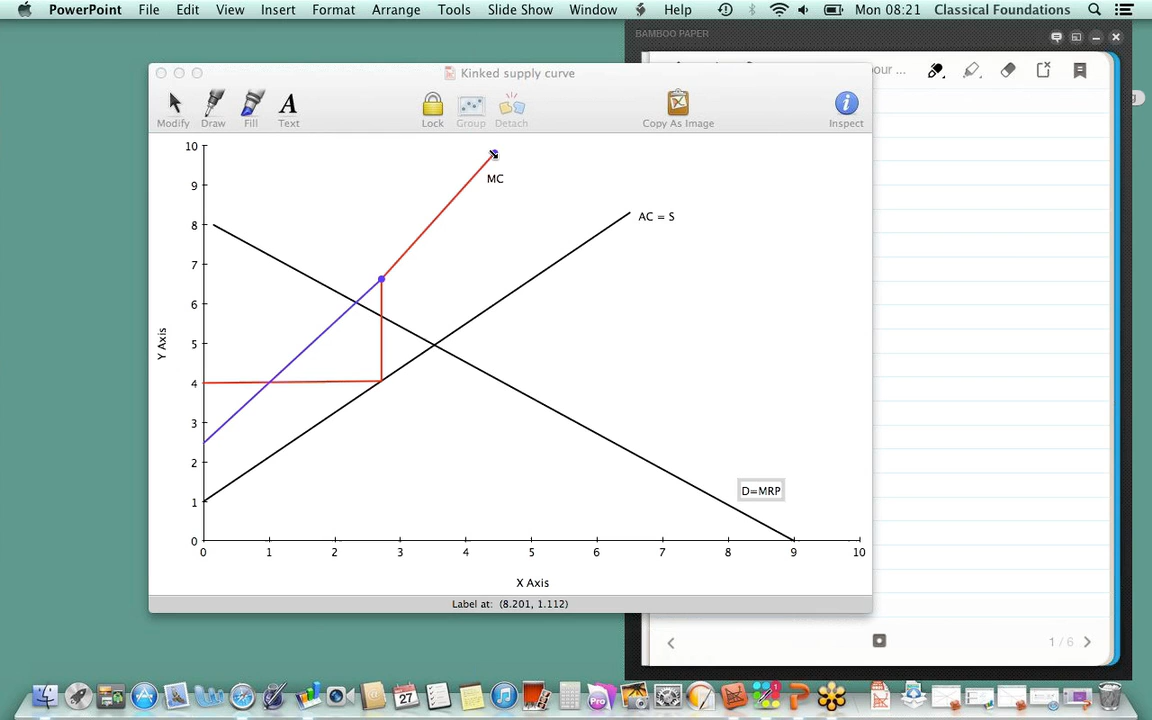 PowerPoint File Edit View Insert Format Arrange Tools Slide Show Window Help Mon 08:21 Classical Foundations
BAMBOO PAPER
Kinked supply curve
our ...
Modify Draw Fill Text Lock Group Detach Copy As Image Inspect
10
9
8
7
6
5
4
3
2
1
0
Y Axis
MC
AC = S
D=MRP
0 1 2 3 4 5 6 7 8 9 10
X Axis
Label at: (8.201, 1.112)
1 / 6
27
Pro